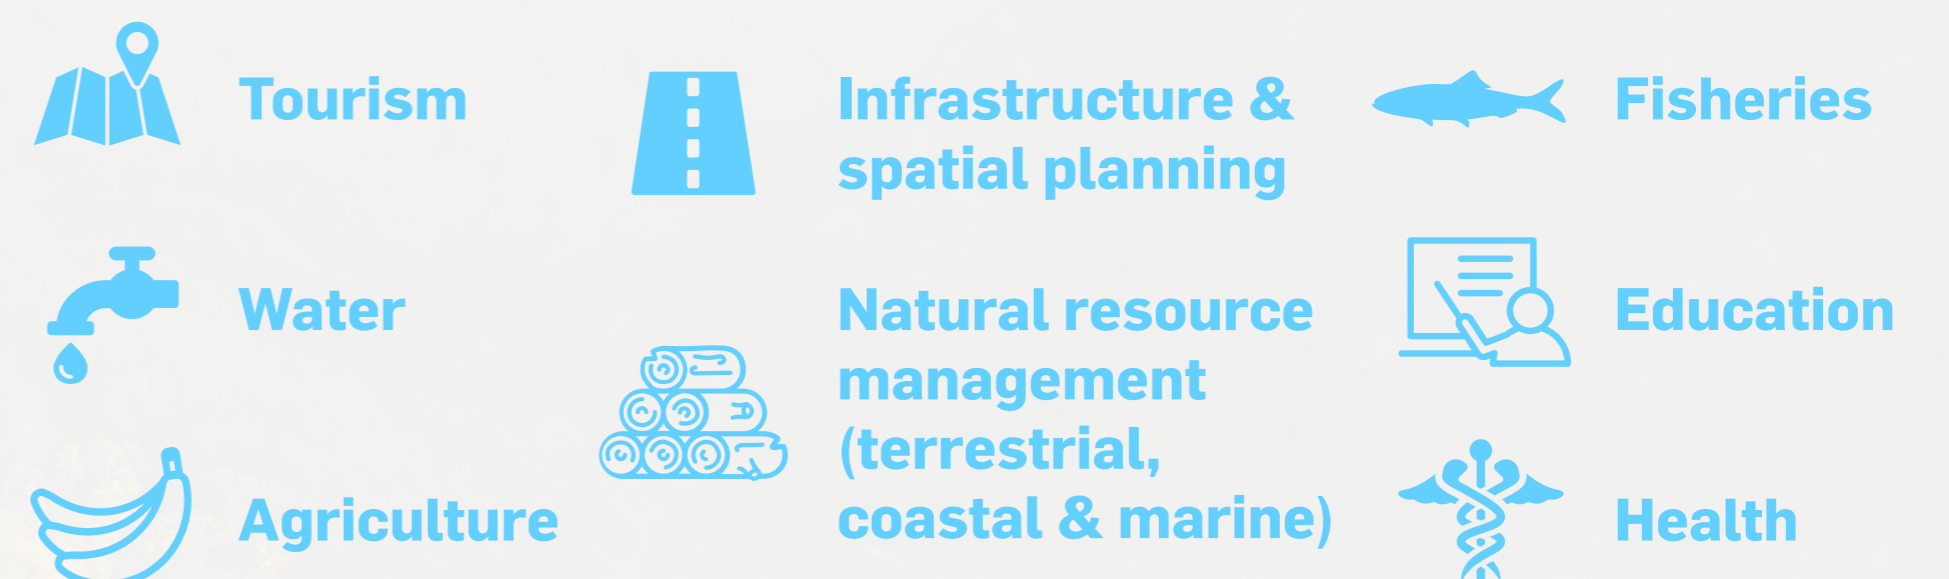 Tourism
Water
Agriculture
Infrastructure &
spatial planning
Natural resource
management
(terrestrial,
coastal & marine)
Fisheries
Education
Health